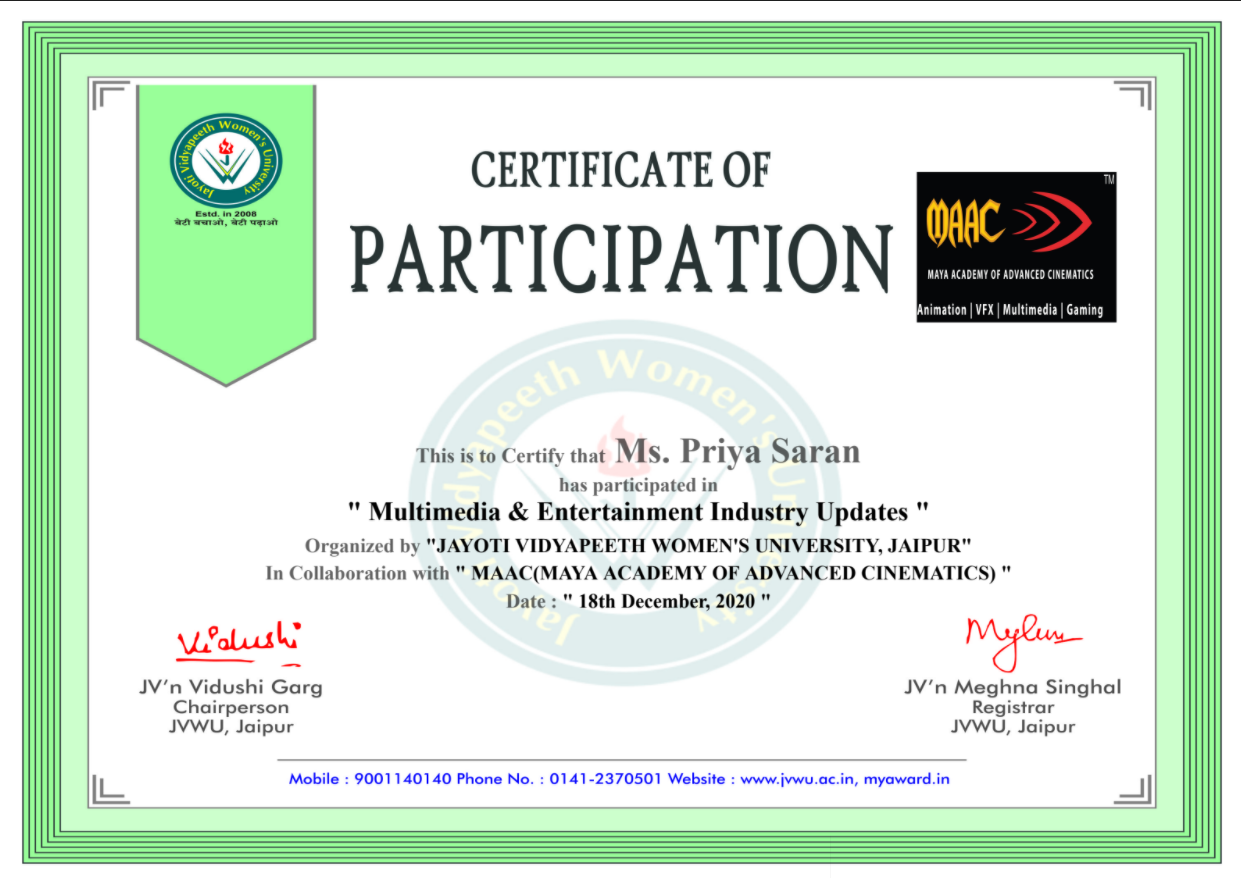 Jayoti Vidyapeeth Women's University
Estd. in 2008
बेटी बचाओ, बेटी पढ़ाओ
CERTIFICATE OF
PARTICIPATION
TM
MAAC
MAYA ACADEMY OF ADVANCED CINEMATICS
Animation | VFX | Multimedia | Gaming
Jayoti Vidyapeeth Women's University
This is to Certify that Ms. Priya Saran
has participated in
" Multimedia & Entertainment Industry Updates "
Organized by "JAYOTI VIDYAPEETH WOMEN'S UNIVERSITY, JAIPUR"
In Collaboration with " MAAC(MAYA ACADEMY OF ADVANCED CINEMATICS) "
Date : " 18th December, 2020 "
Vidushi
JV'n Vidushi Garg
Chairperson
JVWU, Jaipur
JV'n Meghna Singhal
Registrar
JVWU, Jaipur
Mobile : 9001140140 Phone No. : 0141-2370501 Website : www.jvwu.ac.in, myaward.in